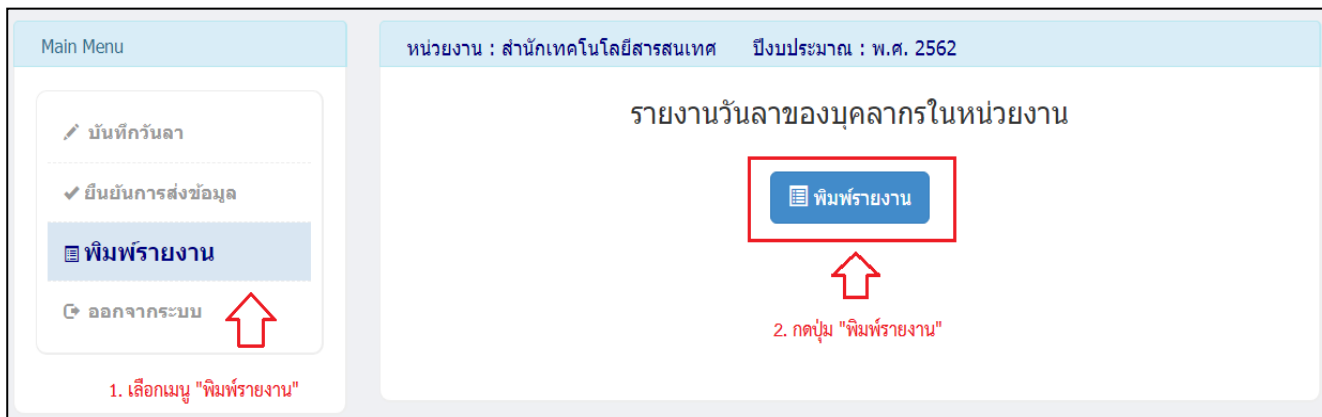 Main Menu
บันทึกวันลา
ยืนยันการส่งข้อมูล
พิมพ์รายงาน
ออกจากระบบ
1. เลือกเมนู "พิมพ์รายงาน"
หน่วยงาน : สำนักเทคโนโลยีสารสนเทศ ปีงบประมาณ : พ.ศ. 2562
รายงานวันลาของบุคลากรในหน่วยงาน
พิมพ์รายงาน
2. กดปุ่ม "พิมพ์รายงาน"